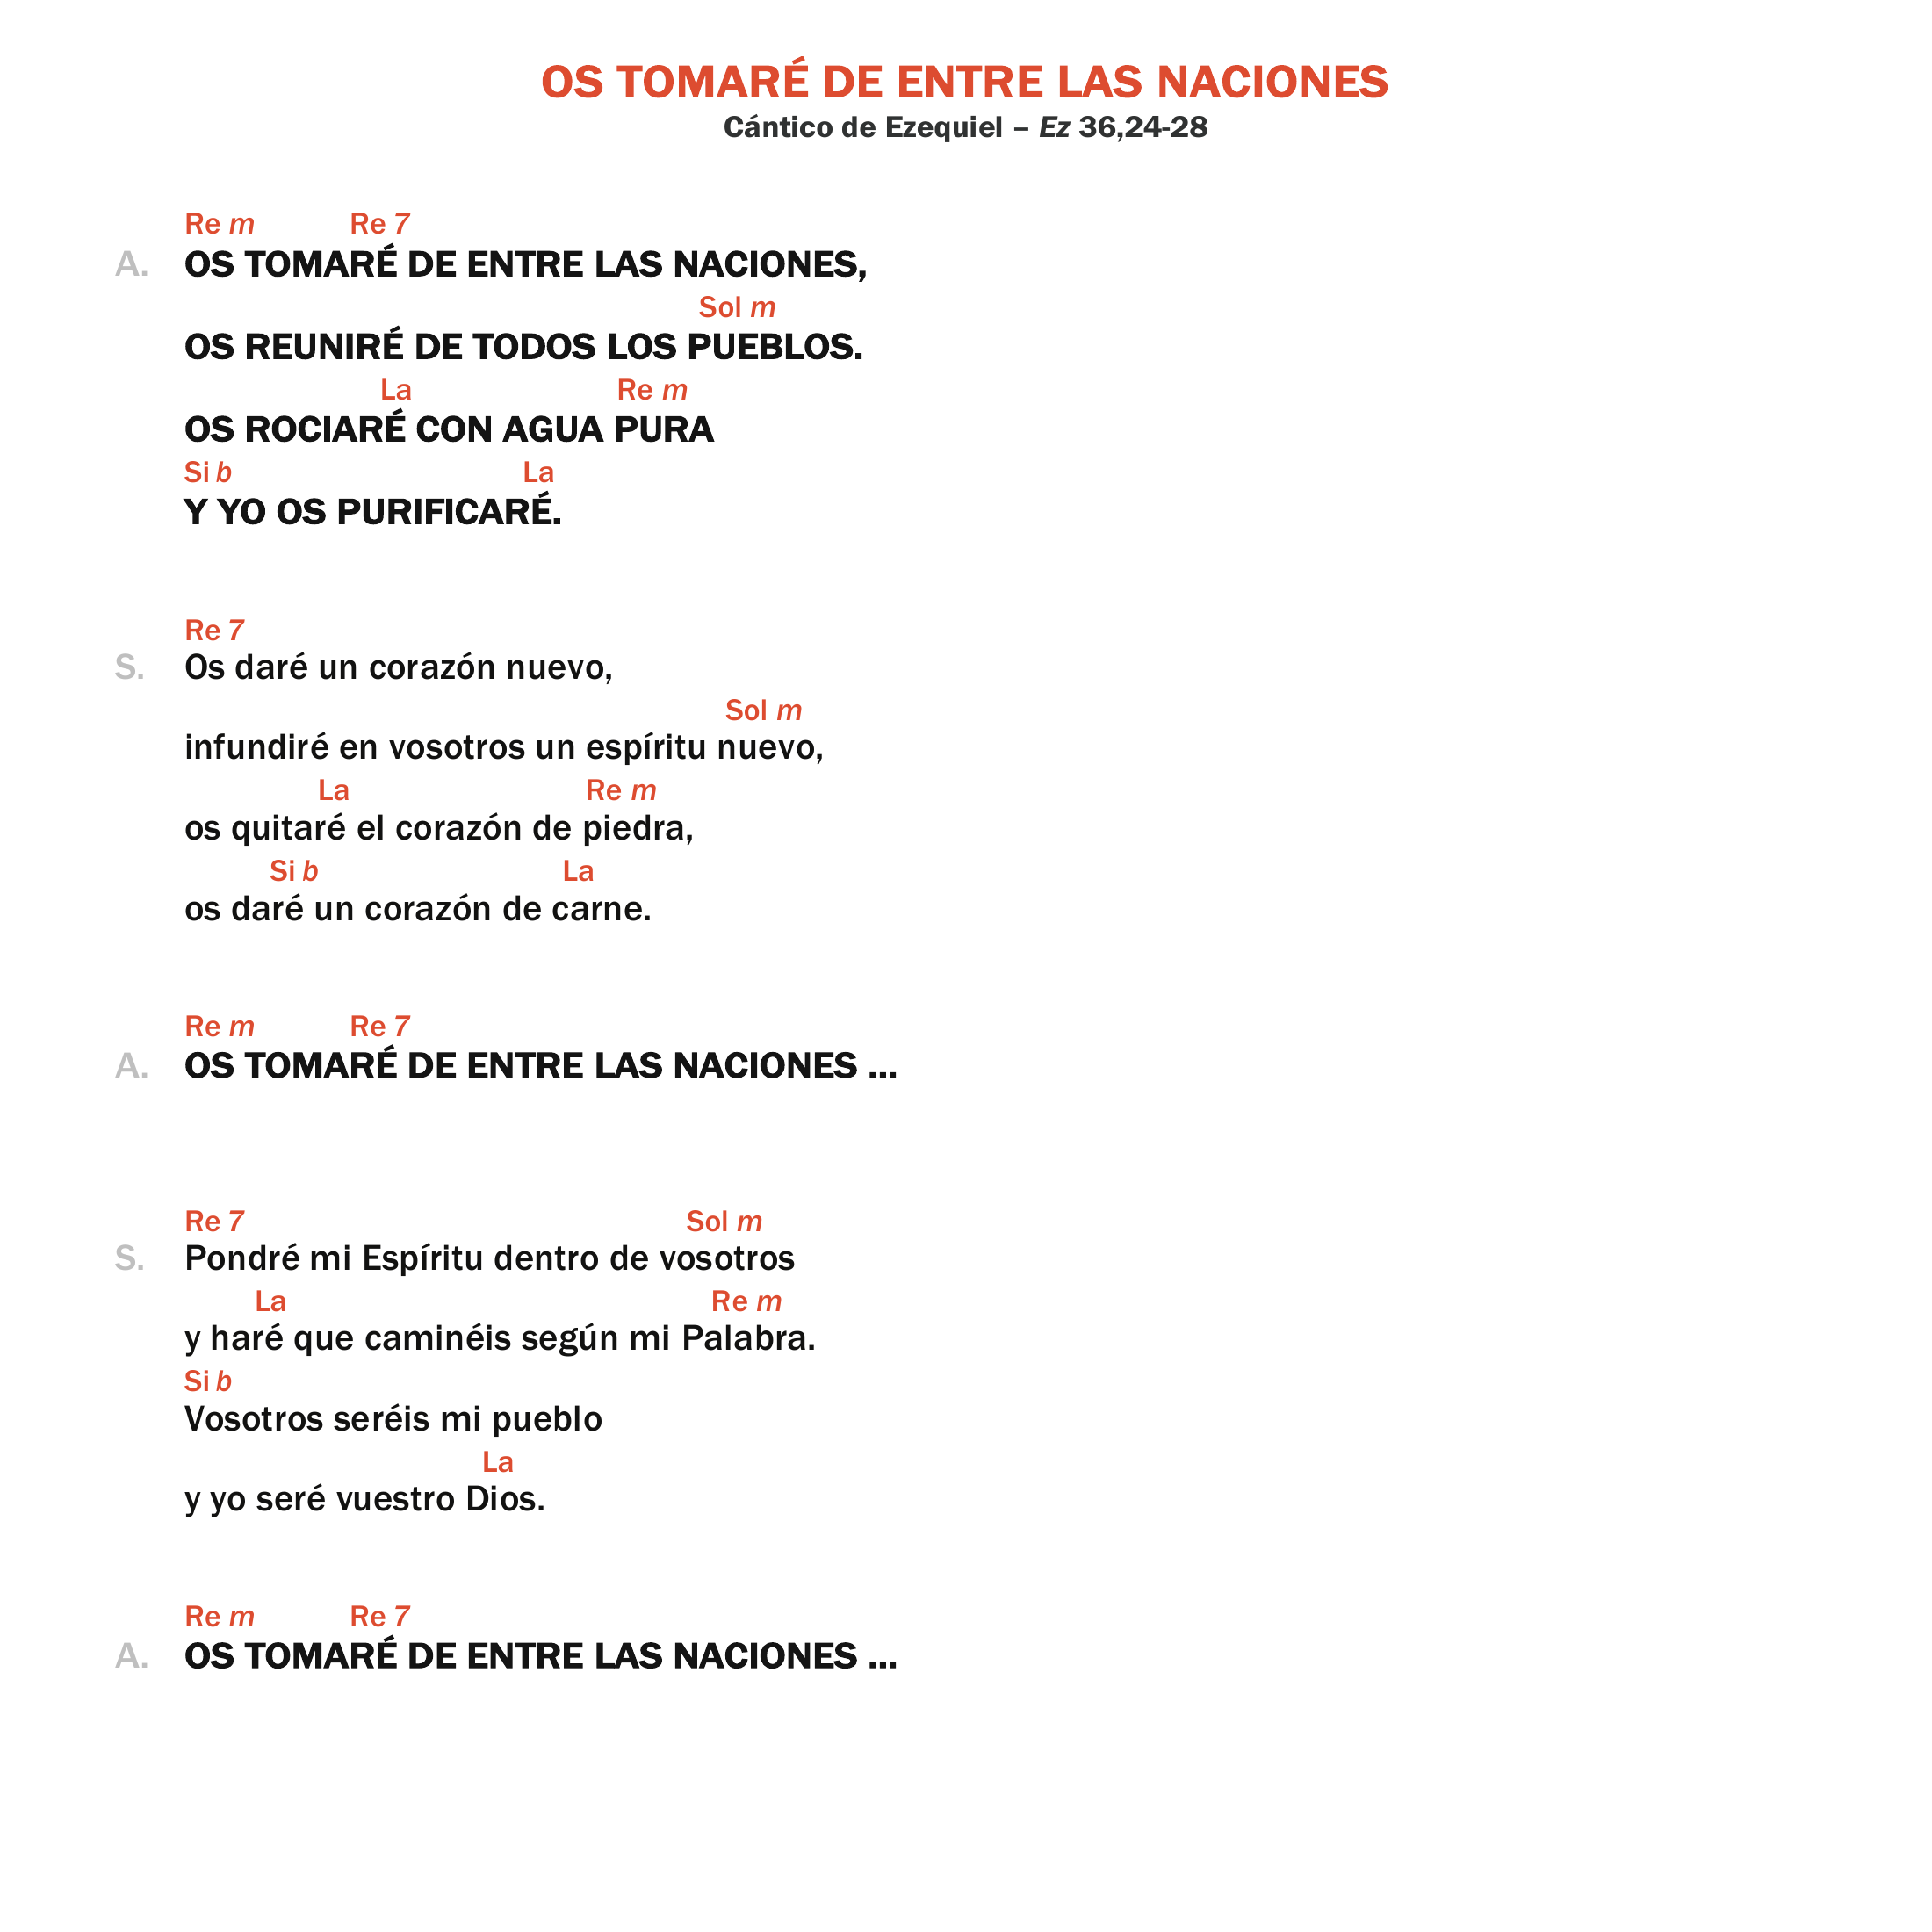 OS TOMARÉ DE ENTRE LAS NACIONES
Cántico de Ezequiel – Ez 36,24-28
Re m Re 7
A. OS TOMARÉ DE ENTRE LAS NACIONES,
Sol m
OS REUNIRÉ DE TODOS LOS PUEBLOS.
La Re m
OS ROCIARÉ CON AGUA PURA
Si b La
Y YO OS PURIFICARÉ.
Re 7
S. Os daré un corazón nuevo,
Sol m
infundiré en vosotros un espíritu nuevo,
La Re m
os quitaré el corazón de piedra,
Si b La
os daré un corazón de carne.
Re m Re 7
A. OS TOMARÉ DE ENTRE LAS NACIONES ...
Re 7 Sol m
S. Pondré mi Espíritu dentro de vosotros
La Re m
y haré que caminéis según mi Palabra.
Si b
Vosotros seréis mi pueblo
La
y yo seré vuestro Dios.
Re m Re 7
A. OS TOMARÉ DE ENTRE LAS NACIONES ...